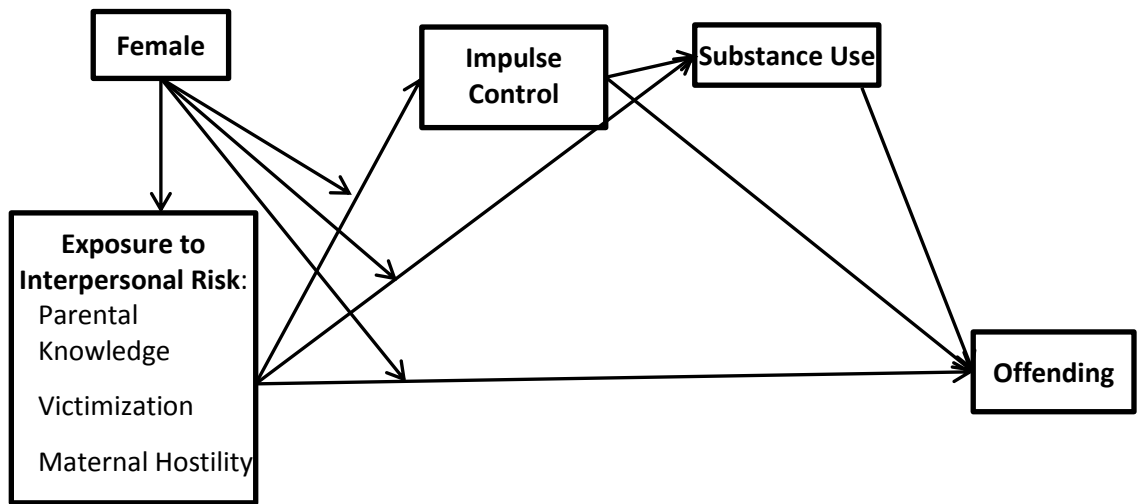 Female
Impulse
Control
Substance Use
Exposure to
Interpersonal Risk:
Parental
Knowledge
Victimization
Maternal Hostility
Offending